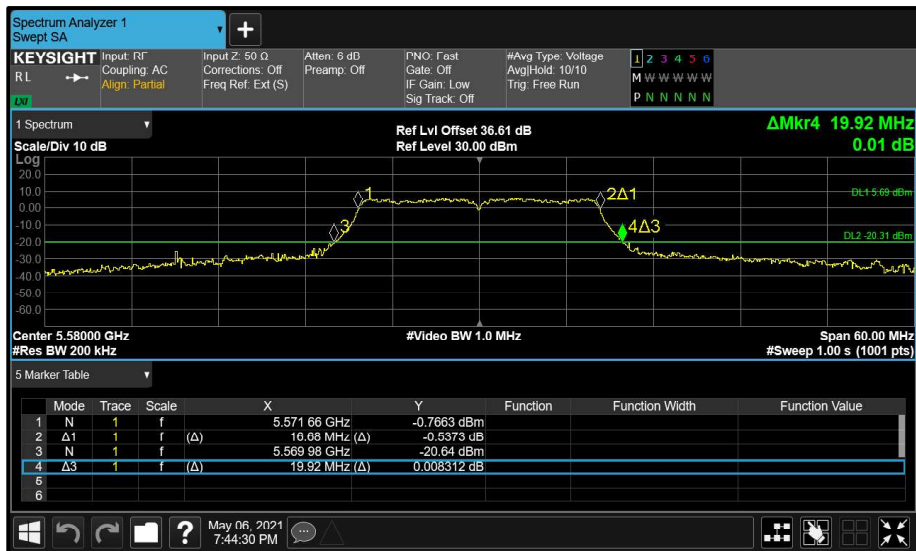 Spectrum Analyzer 1
Swept SA
+
KEYSIGHT Input: RF Input Z: 50 Ω Atten: 6 dB PNO: Fast #Avg Type: Voltage 1 2 3 4 5 6
RL Coupling: AC Corrections: Off Preamp: Off Gate: Off Avg|Hold: 10/10 M W W W W W
Align: Partial Freq Ref: Ext (S) IF Gain: Low Trig: Free Run
LXI Sig Track: Off P N N N N N
1 Spectrum Ref Lvl Offset 36.61 dB ΔMkr4 19.92 MHz
Scale/Div 10 dB Ref Level 30.00 dBm 0.01 dB
Log
20.0
10.0 1 2Δ1 DL1 5.69 dBm
0.00
-10.0 3 4Δ3
-20.0 DL2 -20.31 dBm
-30.0
-40.0
-50.0
-60.0
Center 5.58000 GHz #Video BW 1.0 MHz Span 60.00 MHz
#Res BW 200 kHz #Sweep 1.00 s (1001 pts)
5 Marker Table
Mode Trace Scale X Y Function Function Width Function Value
1 N 1 f 5.571 66 GHz -0.7663 dBm
2 Δ1 1 f (Δ) 16.68 MHz (Δ) -0.5373 dB
3 N 1 f 5.569 98 GHz -20.64 dBm
4 Δ3 1 f (Δ) 19.92 MHz (Δ) 0.008312 dB
5
6
? May 06, 2021
7:44:30 PM